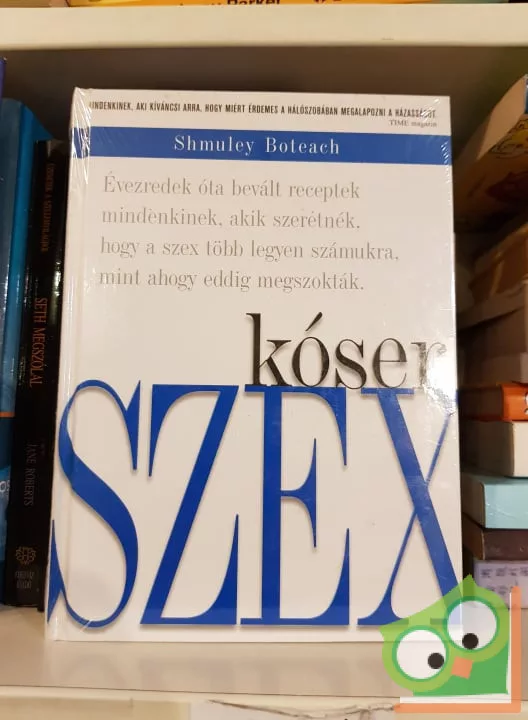 MINDENKINEK, AKI KÍVÁNCSI ARRA, HOGY MIÉRT ÉRDEMES A HÁLÓSZOBÁBAN MEGALAPOZNI A HÁZASSÁGOT.
TIME magazin
Shmuley Boteach
Évezredek óta bevált receptek
mindenkinek, akik szeretnék,
hogy a szex több legyen számukra,
mint ahogy eddig megszokták.
kóser
SZEX
SETH MEGSZÓLAL
JANE ROBERTS